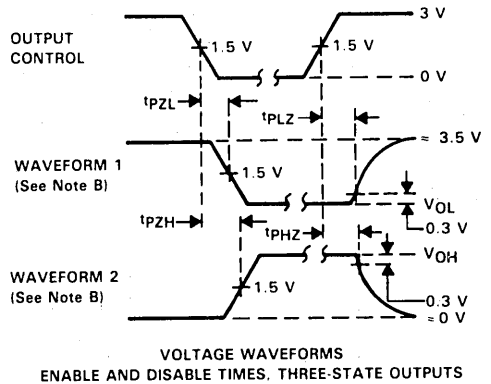 OUTPUT
CONTROL
3 V
1.5 V
1.5 V
0 V
tPZL
tPLZ
≈ 3.5 V
WAVEFORM 1
(See Note B)
1.5 V
VOL
0.3 V
tPZH
tPHZ
VOH
WAVEFORM 2
(See Note B)
1.5 V
0.3 V
≈ 0 V
VOLTAGE WAVEFORMS
ENABLE AND DISABLE TIMES, THREE-STATE OUTPUTS